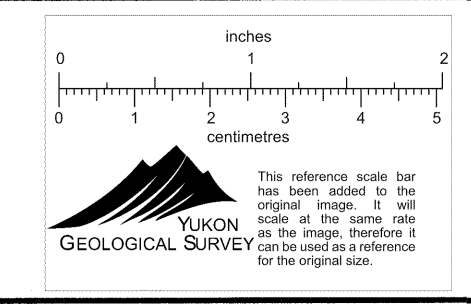 inches
0 1 2
0 1 2 3 4 5
centimetres
This reference scale bar
has been added to the
original image. It will
scale at the same rate
as the image, therefore it
can be used as a reference
for the original size.
YUKON
GEOLOGICAL SURVEY